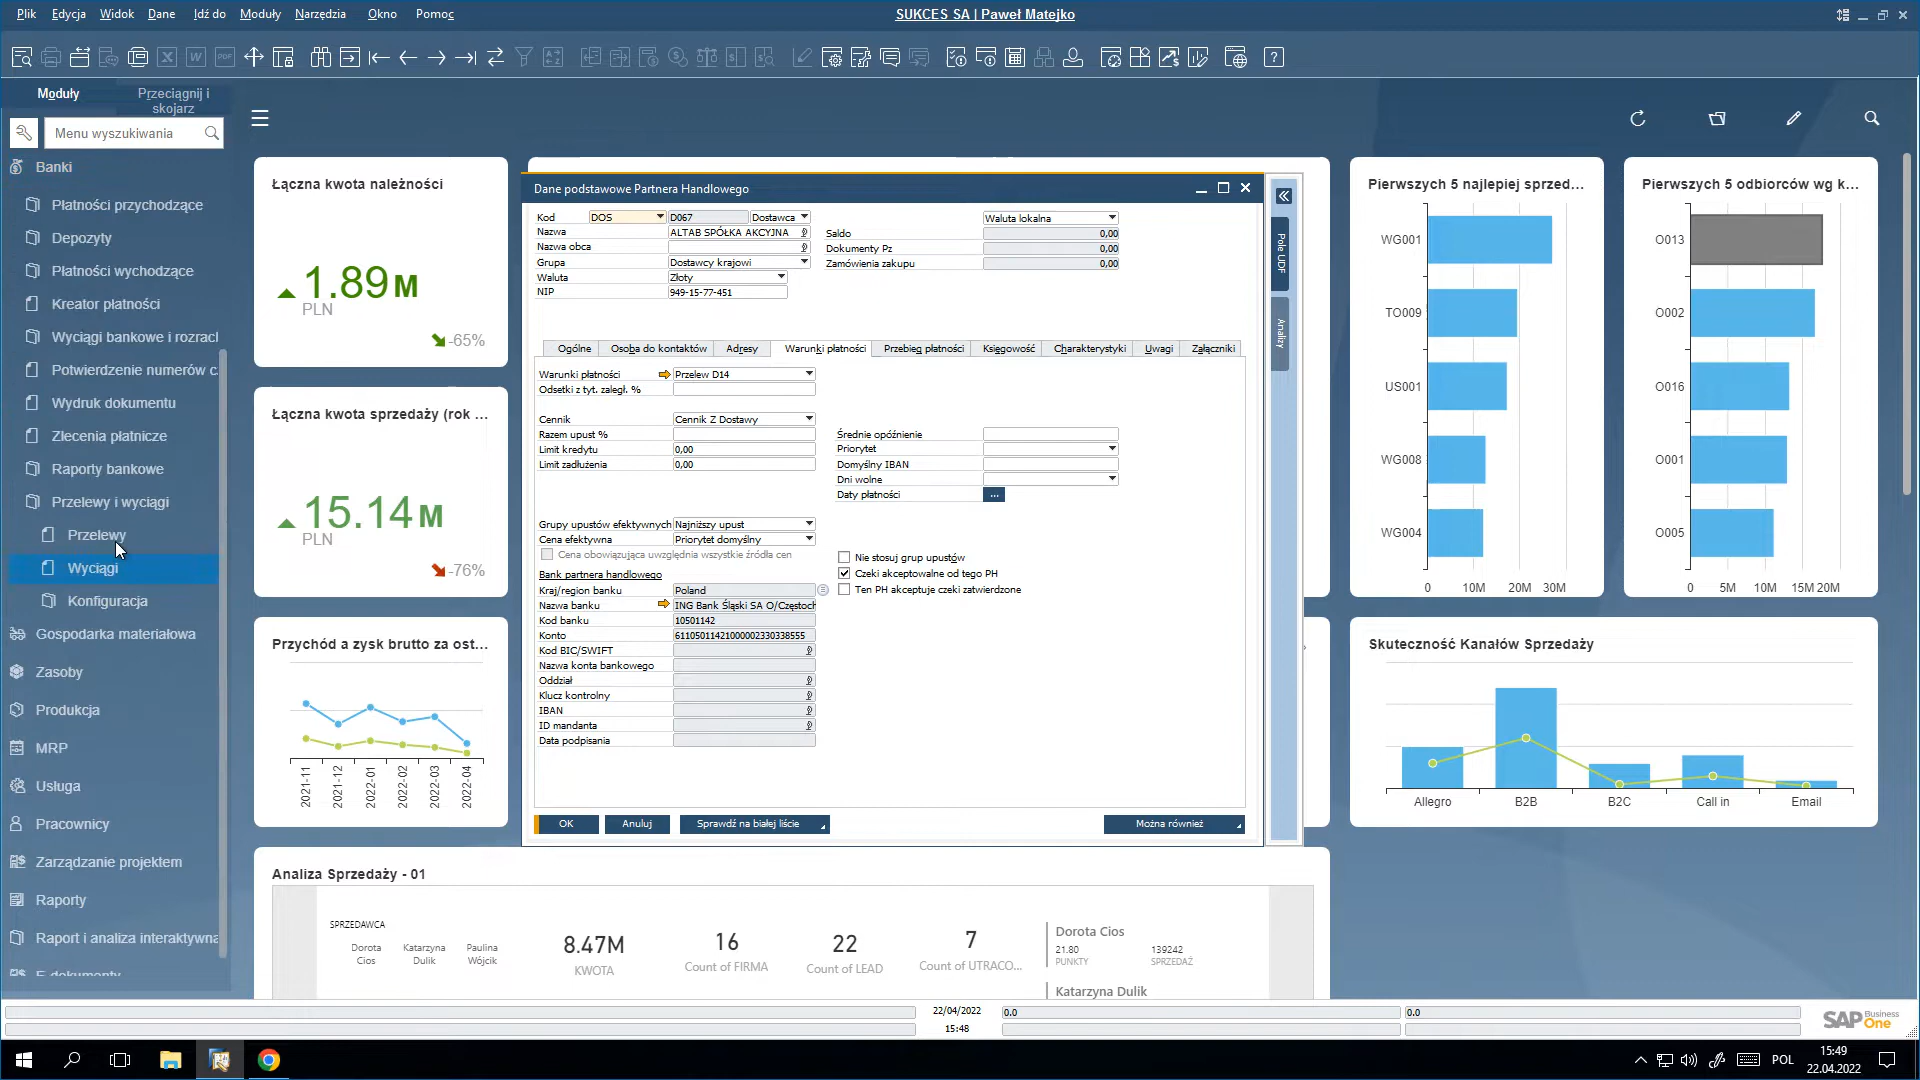 Plik Edycja Widok Dane Idź do Moduły Narzędzia Okno Pomoc
SUKCES SA | Paweł Matejko
Moduły
Przeciągnij i
skojarz
Menu wyszukiwania
Banki
Płatności przychodzące
Depozyty
Płatności wychodzące
Kreator płatności
Wyciągi bankowe i rozrach
Potwierdzenie numerów c
Wydruk dokumentu
Zlecenia płatnicze
Raporty bankowe
Przelewy i wyciągi
Przelewy
Wyciągi
Konfiguracja
Gospodarka materiałowa
Zasoby
Produkcja
MRP
Usługa
Pracownicy
Zarządzanie projektem
Raporty
Raport i analiza interaktywna
E-dokumenty
Łączna kwota należności
1.89 M
PLN
-65%
Łączna kwota sprzedaży (rok ...
15.14 M
PLN
-76%
Przychód a zysk brutto za ost...
2021-11 2021-12 2022-01 2022-02 2022-03 2022-04
Dane podstawowe Partnera Handlowego
Kod DOS D067 Dostawca
Nazwa ALTAB SPÓŁKA AKCYJNA
Nazwa obca
Grupa Dostawcy krajowi
Waluta Złoty
NIP 949-15-77-451
Waluta lokalna
Saldo 0,00
Dokumenty Pz 0,00
Zamówienia zakupu 0,00
Ogólne Osoba do kontaktów Adresy Warunki płatności Przebieg płatności Księgowość Charakterystyki Uwagi Załączniki
Warunki płatności Przelew D14
Odsetki z tyt. zaległ. %
Cennik Cennik Z Dostawy
Razem upust %
Limit kredytu 0,00
Limit zadłużenia 0,00
Średnie opóźnienie
Priorytet
Domyślny IBAN
Dni wolne
Daty płatności ...
Grupy upustów efektywnych Najniższy upust
Cena efektywna Priorytet domyślny
Cena obowiązująca uwzględnia wszystkie źródła cen
Nie stosuj grup upustów
Czeki akceptowalne od tego PH
Ten PH akceptuje czeki zatwierdzone
Bank partnera handlowego
Kraj/region banku Poland
Nazwa banku ING Bank Śląski SA O/Częstoch
Kod banku 10501142
Konto 61105011421000002330338555
Kod BIC/SWIFT
Nazwa konta bankowego
Oddział
Klucz kontrolny
IBAN
ID mandanta
Data podpisania
OK Anuluj Sprawdź na białej liście Można również
Pole UDF
Analizy
Pierwszych 5 najlepiej sprzed...
WG001
TO009
US001
WG008
WG004
0 10M 20M 30M
Pierwszych 5 odbiorców wg k...
O013
O002
O016
O001
O005
0 5M 10M 15M 20M
Skuteczność Kanałów Sprzedaży
Allegro B2B B2C Call in Email
Analiza Sprzedaży - 01
SPRZEDAWCA
Dorota
Cios
Katarzyna
Dulik
Paulina
Wójcik
8.47M
KWOTA
16
Count of FIRMA
22
Count of LEAD
7
Count of UTRACO...
Dorota Cios
21.80 139242
PUNKTY SPRZEDAŻ
Katarzyna Dulik
22/04/2022
15:48
0.0
0.0
SAP Business
One
POL
15:49
22.04.2022